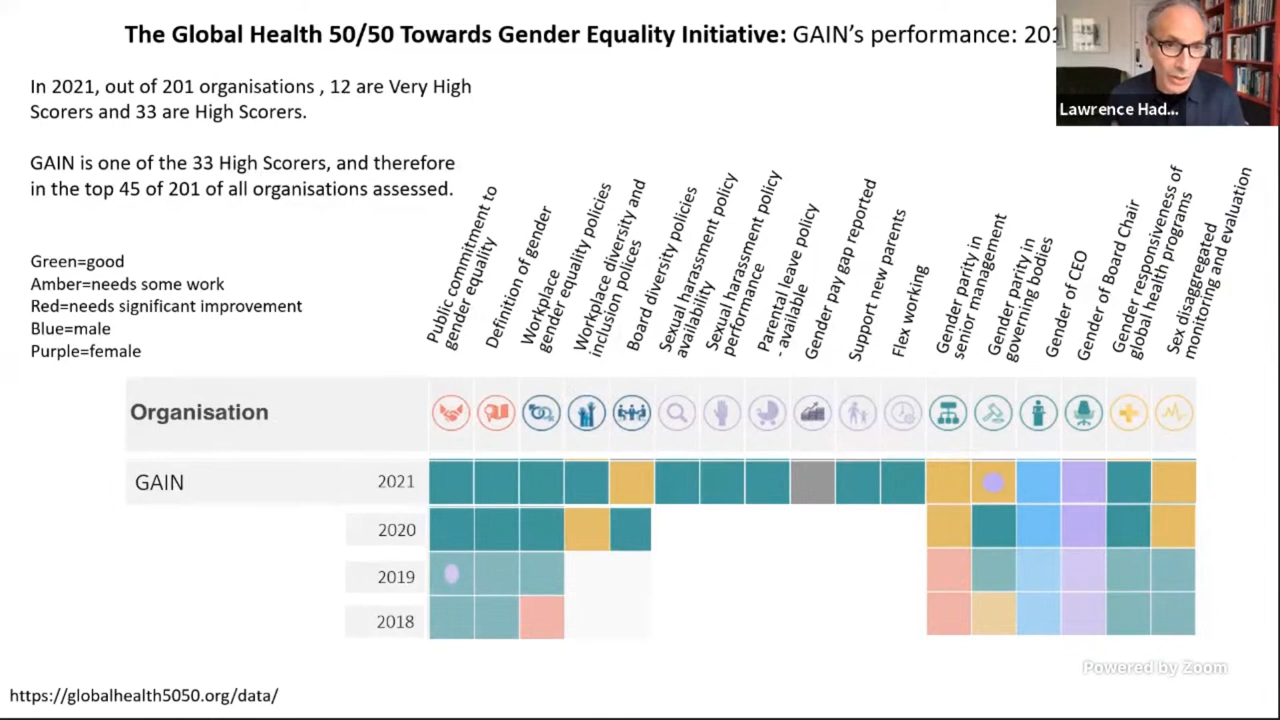 The Global Health 50/50 Towards Gender Equality Initiative: GAIN's performance: 201
Lawrence Had...
In 2021, out of 201 organisations , 12 are Very High
Scorers and 33 are High Scorers.
GAIN is one of the 33 High Scorers, and therefore
in the top 45 of 201 of all organisations assessed.
Green=good
Amber=needs some work
Red=needs significant improvement
Blue=male
Purple=female
Public commitment to
gender equality
Definition of gender
Workplace
gender equality policies
Workplace diversity and
inclusion polices
Board diversity policies
Sexual harassment policy
availability
Sexual harassment policy
performance
Parental leave policy
- available
Gender pay gap reported
Support new parents
Flex working
Gender parity in
senior management
Gender parity in
governing bodies
Gender of CEO
Gender of Board Chair
Gender responsiveness of
global health programs
Sex disaggregated
monitoring and evaluation
Organisation
GAIN 2021
2020
2019
2018
Powered by Zoom
https://globalhealth5050.org/data/